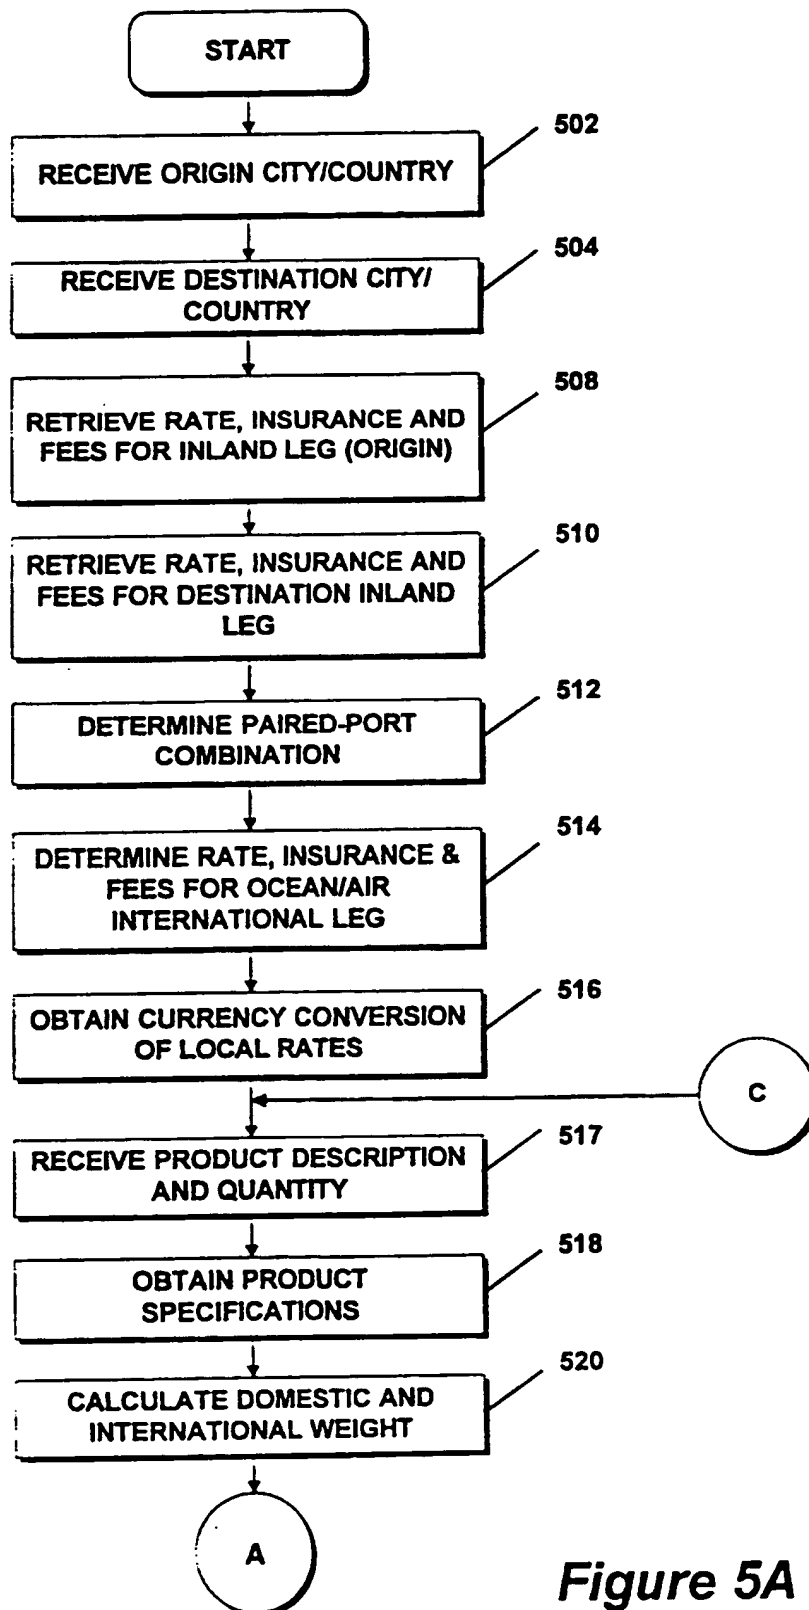 START
502
RECEIVE ORIGIN CITY/COUNTRY
504
RECEIVE DESTINATION CITY/
COUNTRY
508
RETRIEVE RATE, INSURANCE AND
FEES FOR INLAND LEG (ORIGIN)
510
RETRIEVE RATE, INSURANCE AND
FEES FOR DESTINATION INLAND
LEG
512
DETERMINE PAIRED-PORT
COMBINATION
514
DETERMINE RATE, INSURANCE &
FEES FOR OCEAN/AIR
INTERNATIONAL LEG
516
OBTAIN CURRENCY CONVERSION
OF LOCAL RATES
C
517
RECEIVE PRODUCT DESCRIPTION
AND QUANTITY
518
OBTAIN PRODUCT
SPECIFICATIONS
520
CALCULATE DOMESTIC AND
INTERNATIONAL WEIGHT
A
Figure 5A